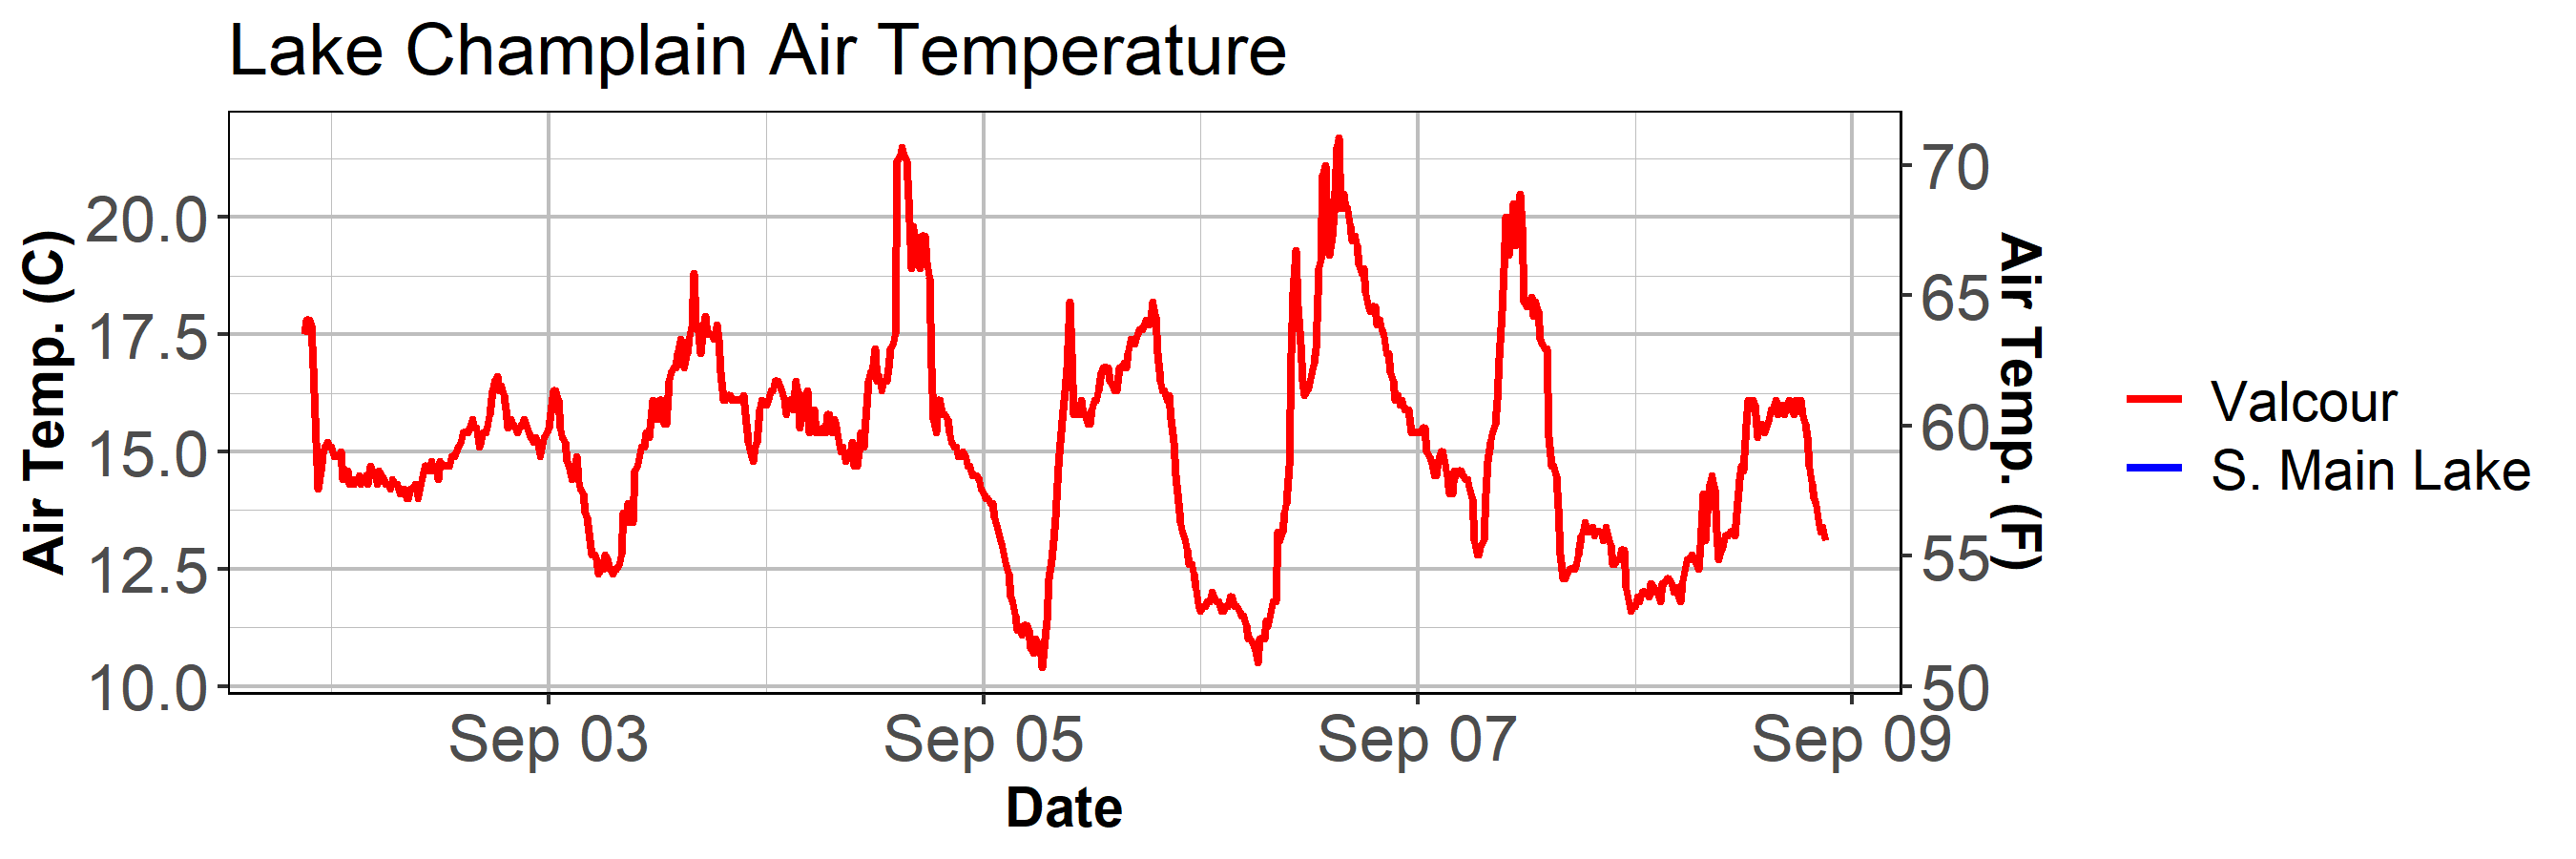 Lake Champlain Air Temperature
Air Temp. (C)
20.0
17.5
15.0
12.5
10.0
70
65
60
55
50
Air Temp. (F)
Sep 03
Sep 05
Sep 07
Sep 09
Date
Valcour
S. Main Lake